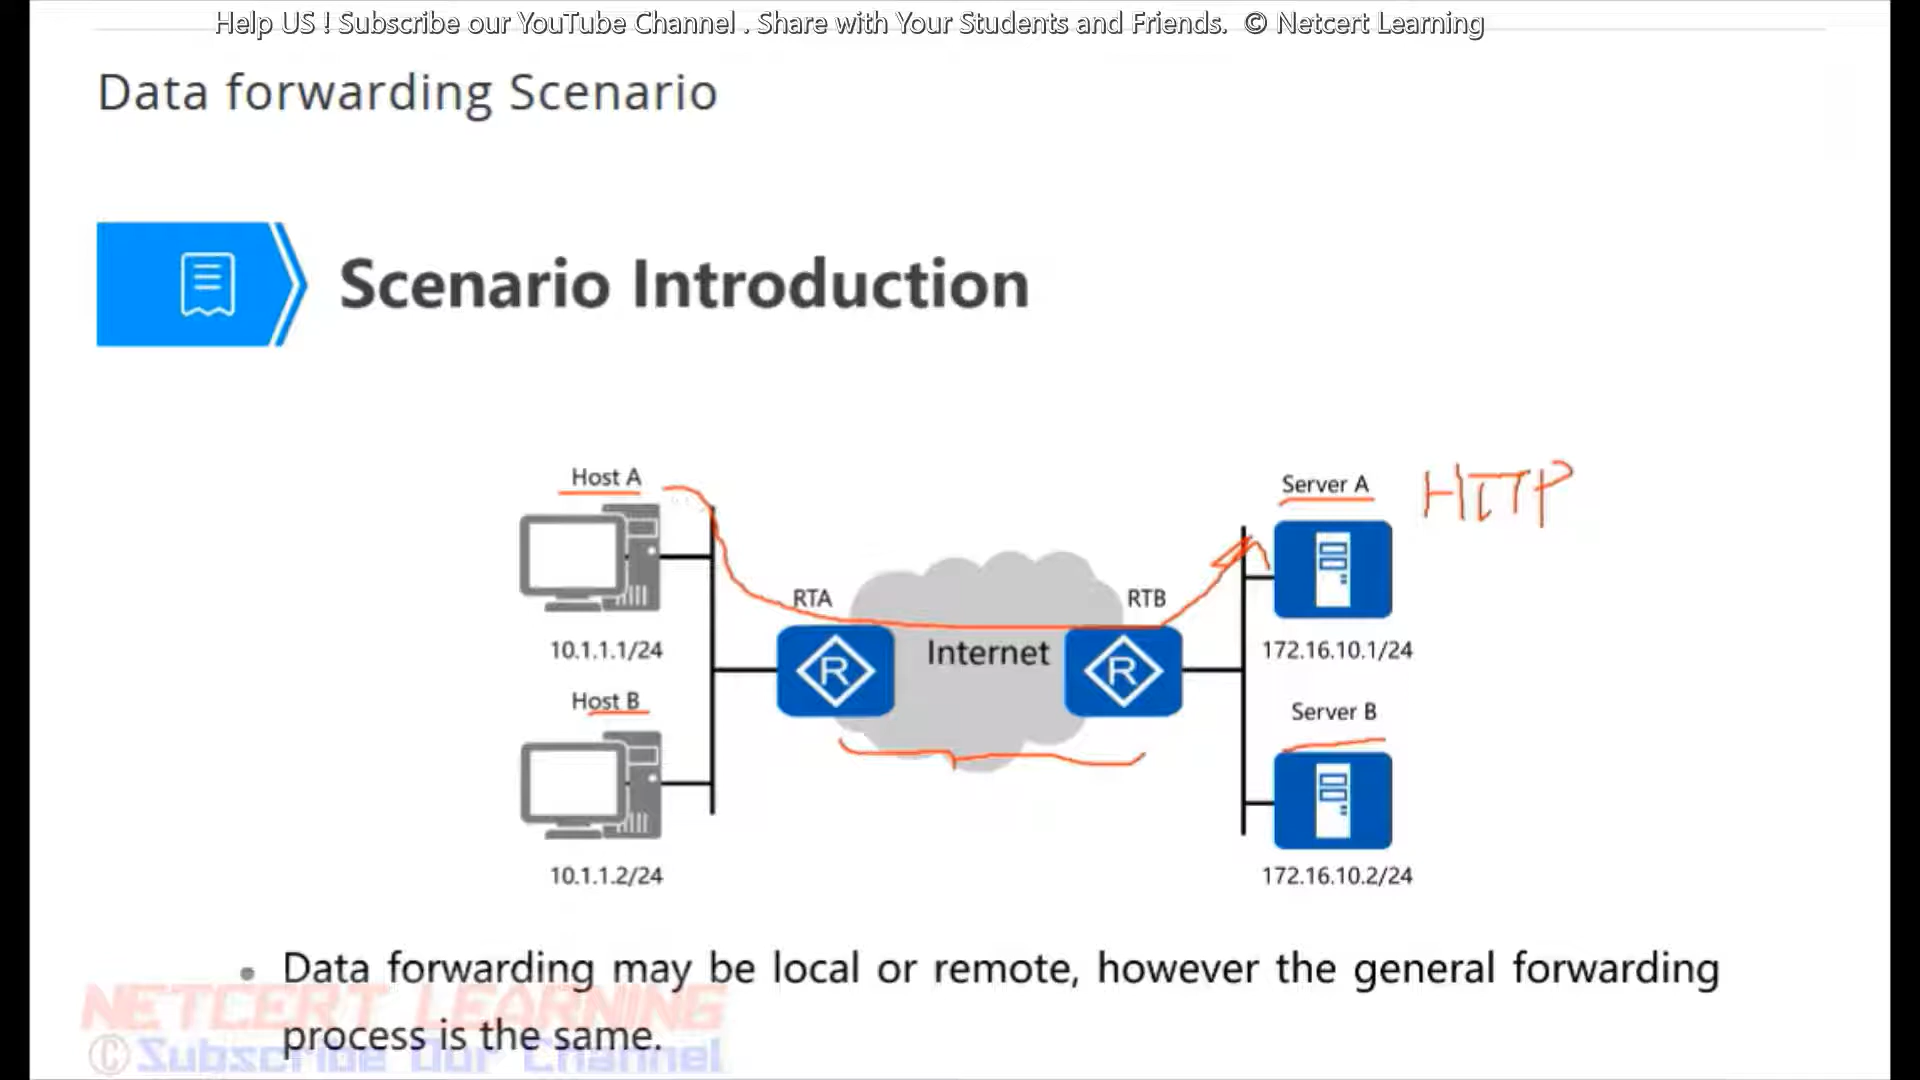 Help US ! Subscribe our YouTube Channel . Share with Your Students and Friends. © Netcert Learning
Data forwarding Scenario
Scenario Introduction
Host A
Server A
HTTP
RTA
RTB
Internet
R
R
10.1.1.1/24
172.16.10.1/24
Host B
Server B
10.1.1.2/24
172.16.10.2/24
• Data forwarding may be local or remote, however the general forwarding
process is the same.
NETCERT LEARNING
© Subscribe Our Channel